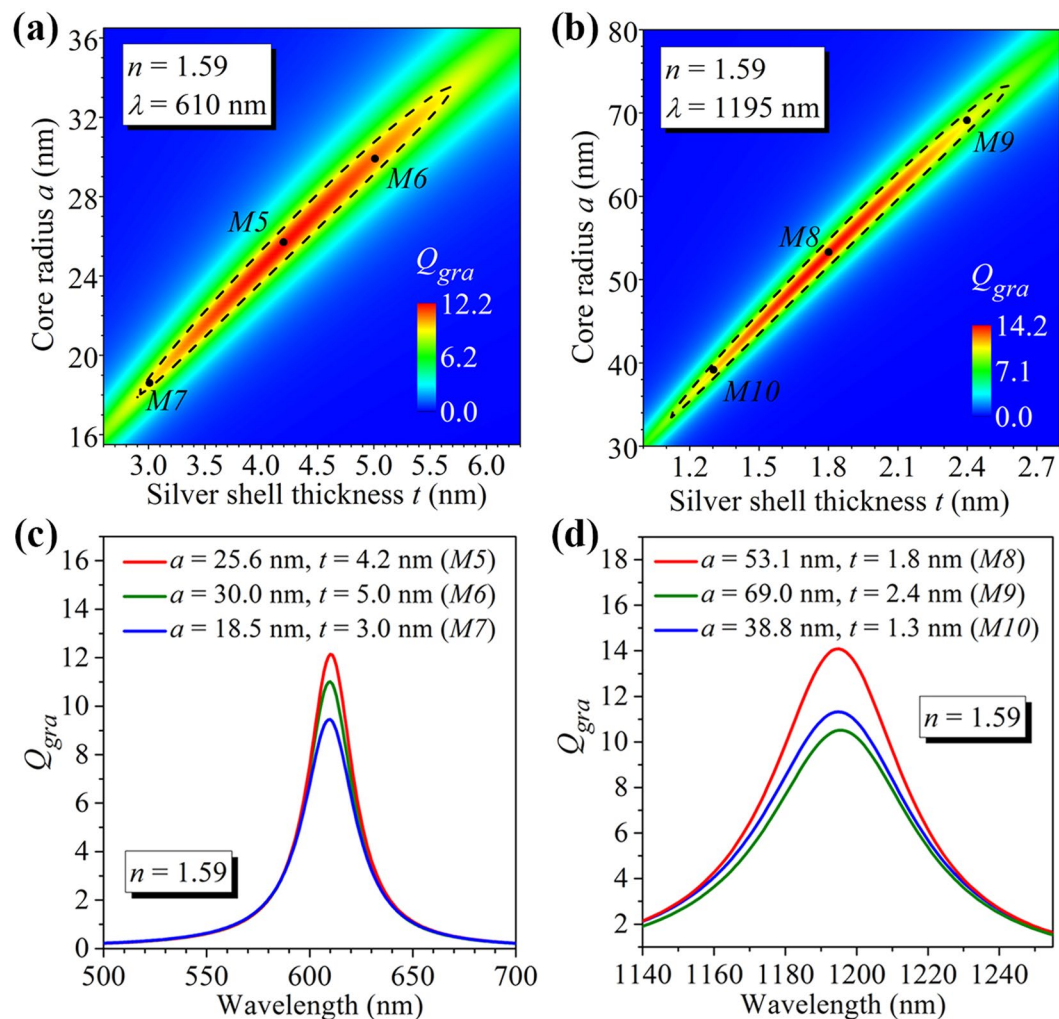 (a)
n = 1.59
λ = 610 nm
M5
M6
M7
Q_gra
12.2
6.2
0.0
36
32
28
24
20
16
Core radius a (nm)
3.0 3.5 4.0 4.5 5.0 5.5 6.0
Silver shell thickness t (nm)
(b)
n = 1.59
λ = 1195 nm
M9
M8
M10
Q_gra
14.2
7.1
0.0
80
70
60
50
40
30
Core radius a (nm)
1.2 1.5 1.8 2.1 2.4 2.7
Silver shell thickness t (nm)
(c)
a = 25.6 nm, t = 4.2 nm (M5)
a = 30.0 nm, t = 5.0 nm (M6)
a = 18.5 nm, t = 3.0 nm (M7)
n = 1.59
16
14
12
10
8
6
4
2
0
Q_gra
500 550 600 650 700
Wavelength (nm)
(d)
a = 53.1 nm, t = 1.8 nm (M8)
a = 69.0 nm, t = 2.4 nm (M9)
a = 38.8 nm, t = 1.3 nm (M10)
n = 1.59
18
16
14
12
10
8
6
4
2
Q_gra
1140 1160 1180 1200 1220 1240
Wavelength (nm)